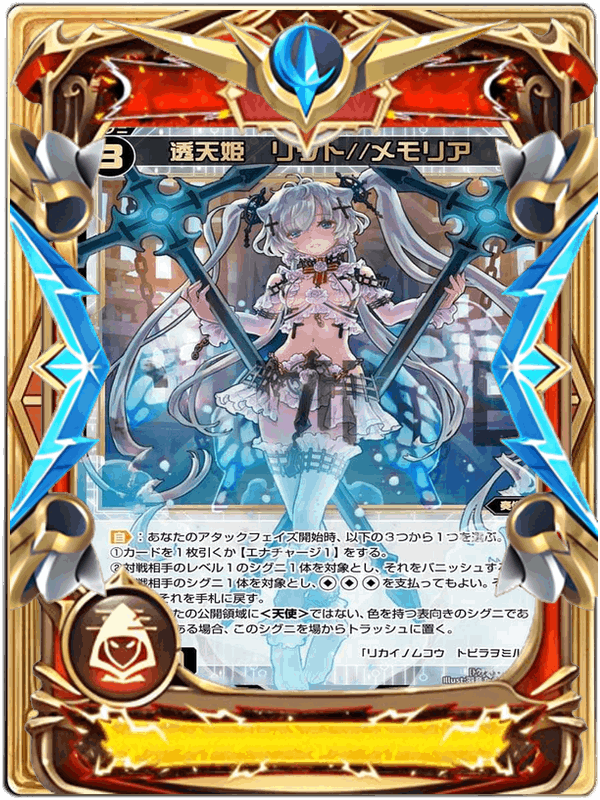 3
透天姫 リット//メモリア
自：あなたのアタックフェイズ開始時、以下の３つから１つを選ぶ。
①カードを１枚引くか【エナチャージ１】をする。
②対戦相手のレベル１のシグニ１体を対象とし、それをバニッシュする
戦相手のシグニ１体を対象とし、を支払ってもよい。そ
それを手札に戻す。
たの公開領域に＜天使＞ではない、色を持つ表向きのシグニであ
ある場合、このシグニを場からトラッシュに置く。
「リカイノムコウ　トビラヲミル
Illust